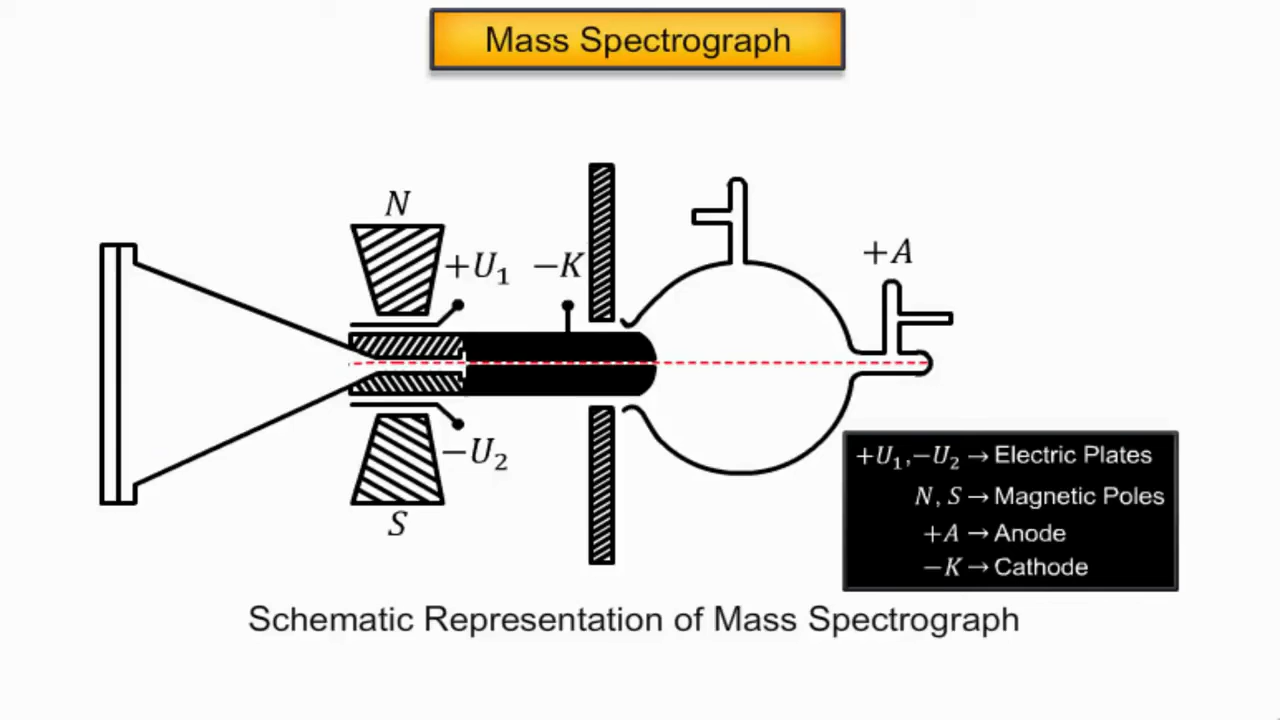 Mass Spectrograph
N
+A
+U₁
−K
−U₂
S
+U₁,−U₂ → Electric Plates
N, S → Magnetic Poles
+A → Anode
−K → Cathode
Schematic Representation of Mass Spectrograph